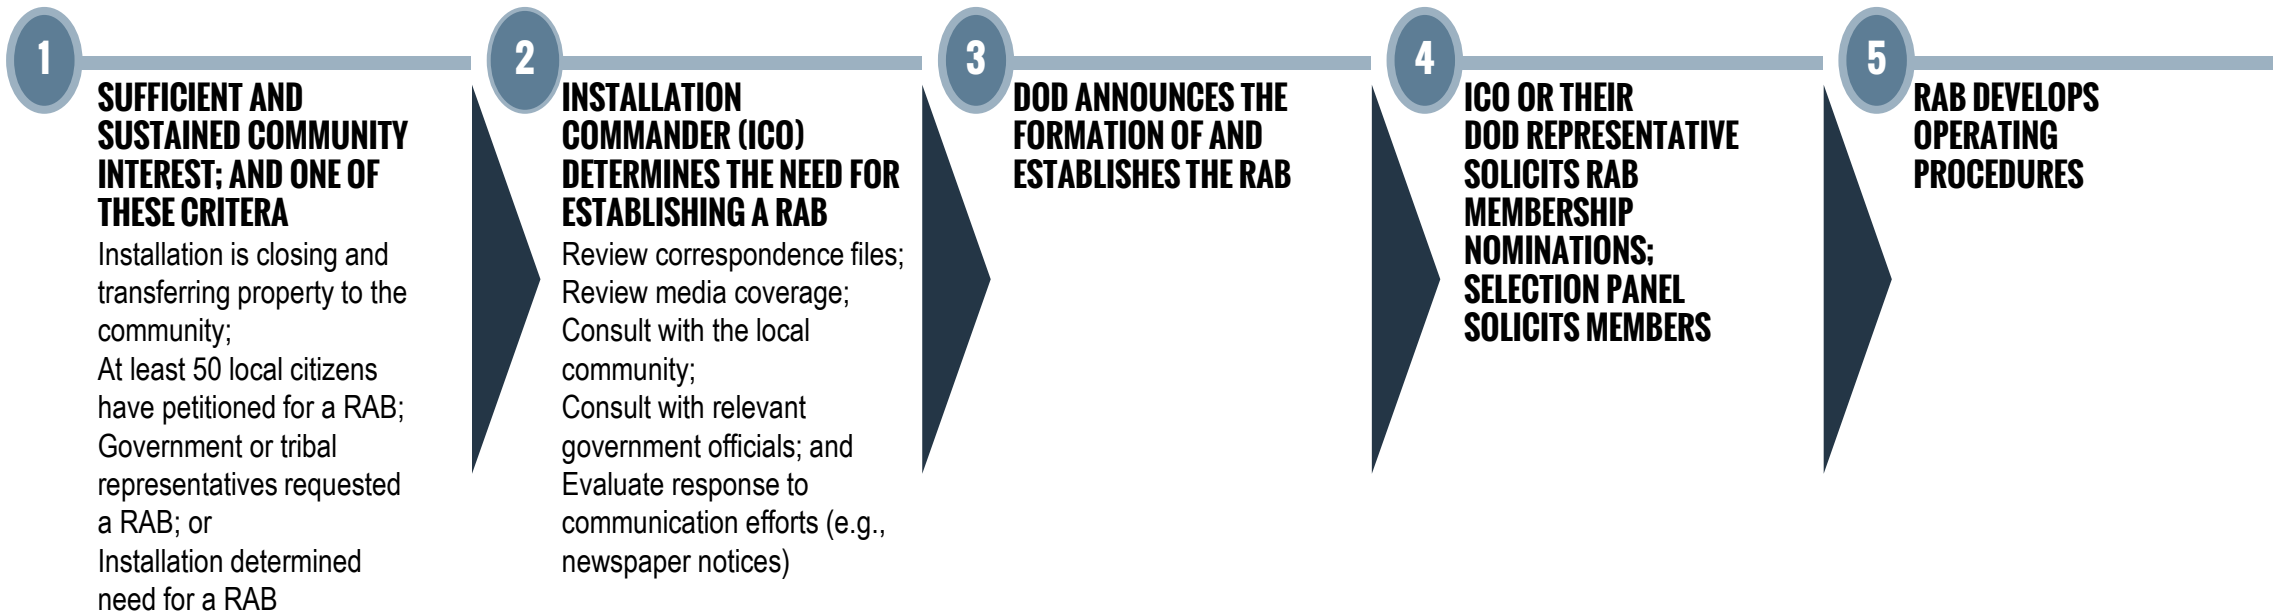 1
SUFFICIENT AND
SUSTAINED COMMUNITY
INTEREST; AND ONE OF
THESE CRITERA
Installation is closing and
transferring property to the
community;
At least 50 local citizens
have petitioned for a RAB;
Government or tribal
representatives requested
a RAB; or
Installation determined
need for a RAB
2
INSTALLATION
COMMANDER (ICO)
DETERMINES THE NEED FOR
ESTABLISHING A RAB
Review correspondence files;
Review media coverage;
Consult with the local
community;
Consult with relevant
government officials; and
Evaluate response to
communication efforts (e.g.,
newspaper notices)
3
DOD ANNOUNCES THE
FORMATION OF AND
ESTABLISHES THE RAB
4
ICO OR THEIR
DOD REPRESENTATIVE
SOLICITS RAB
MEMBERSHIP
NOMINATIONS;
SELECTION PANEL
SOLICITS MEMBERS
5
RAB DEVELOPS
OPERATING
PROCEDURES